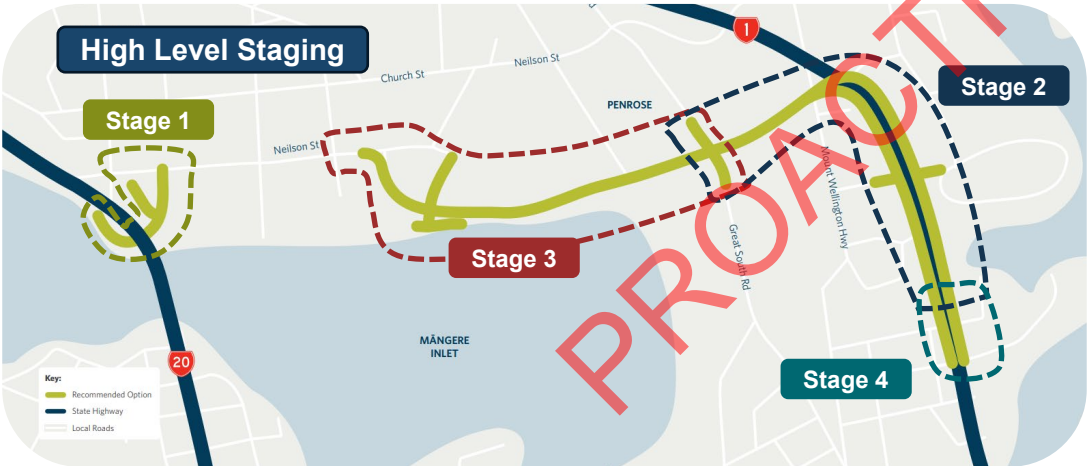 High Level Staging
1
Stage 2
Neilson St
Church St
PENROSE
Stage 1
Neilson St
Mount Wellington Hwy
Stage 3
Great South Rd
MĀNGERE
INLET
20
Stage 4
Key:
Recommended Option
State Highway
Local Roads
PROACTI